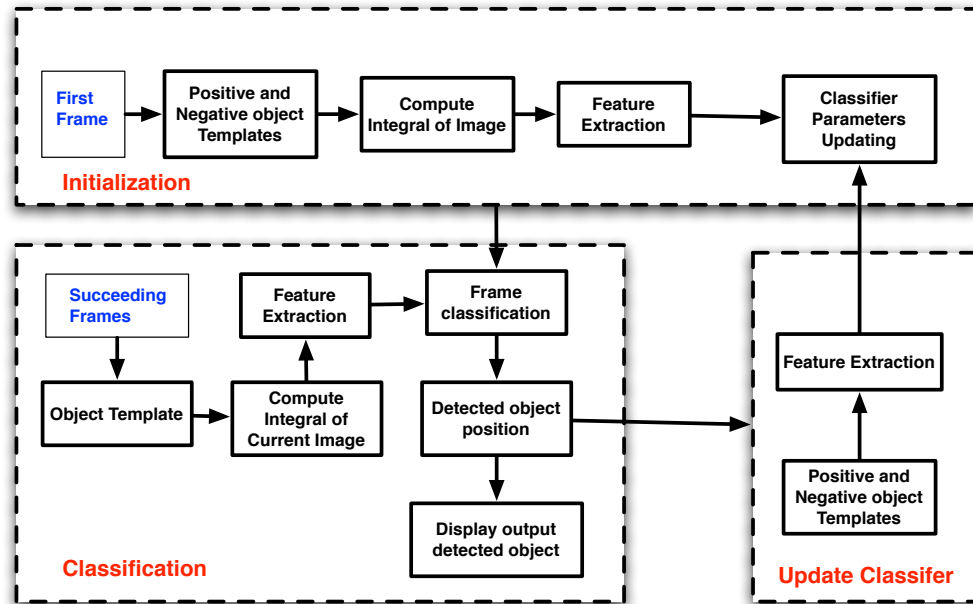 First
Frame
Positive and
Negative object
Templates
Compute
Integral of Image
Feature
Extraction
Classifier
Parameters
Updating
Initialization
Succeeding
Frames
Object Template
Compute
Integral of
Current Image
Feature
Extraction
Frame
classification
Detected object
position
Display output
detected object
Classification
Feature Extraction
Positive and
Negative object
Templates
Update Classifer